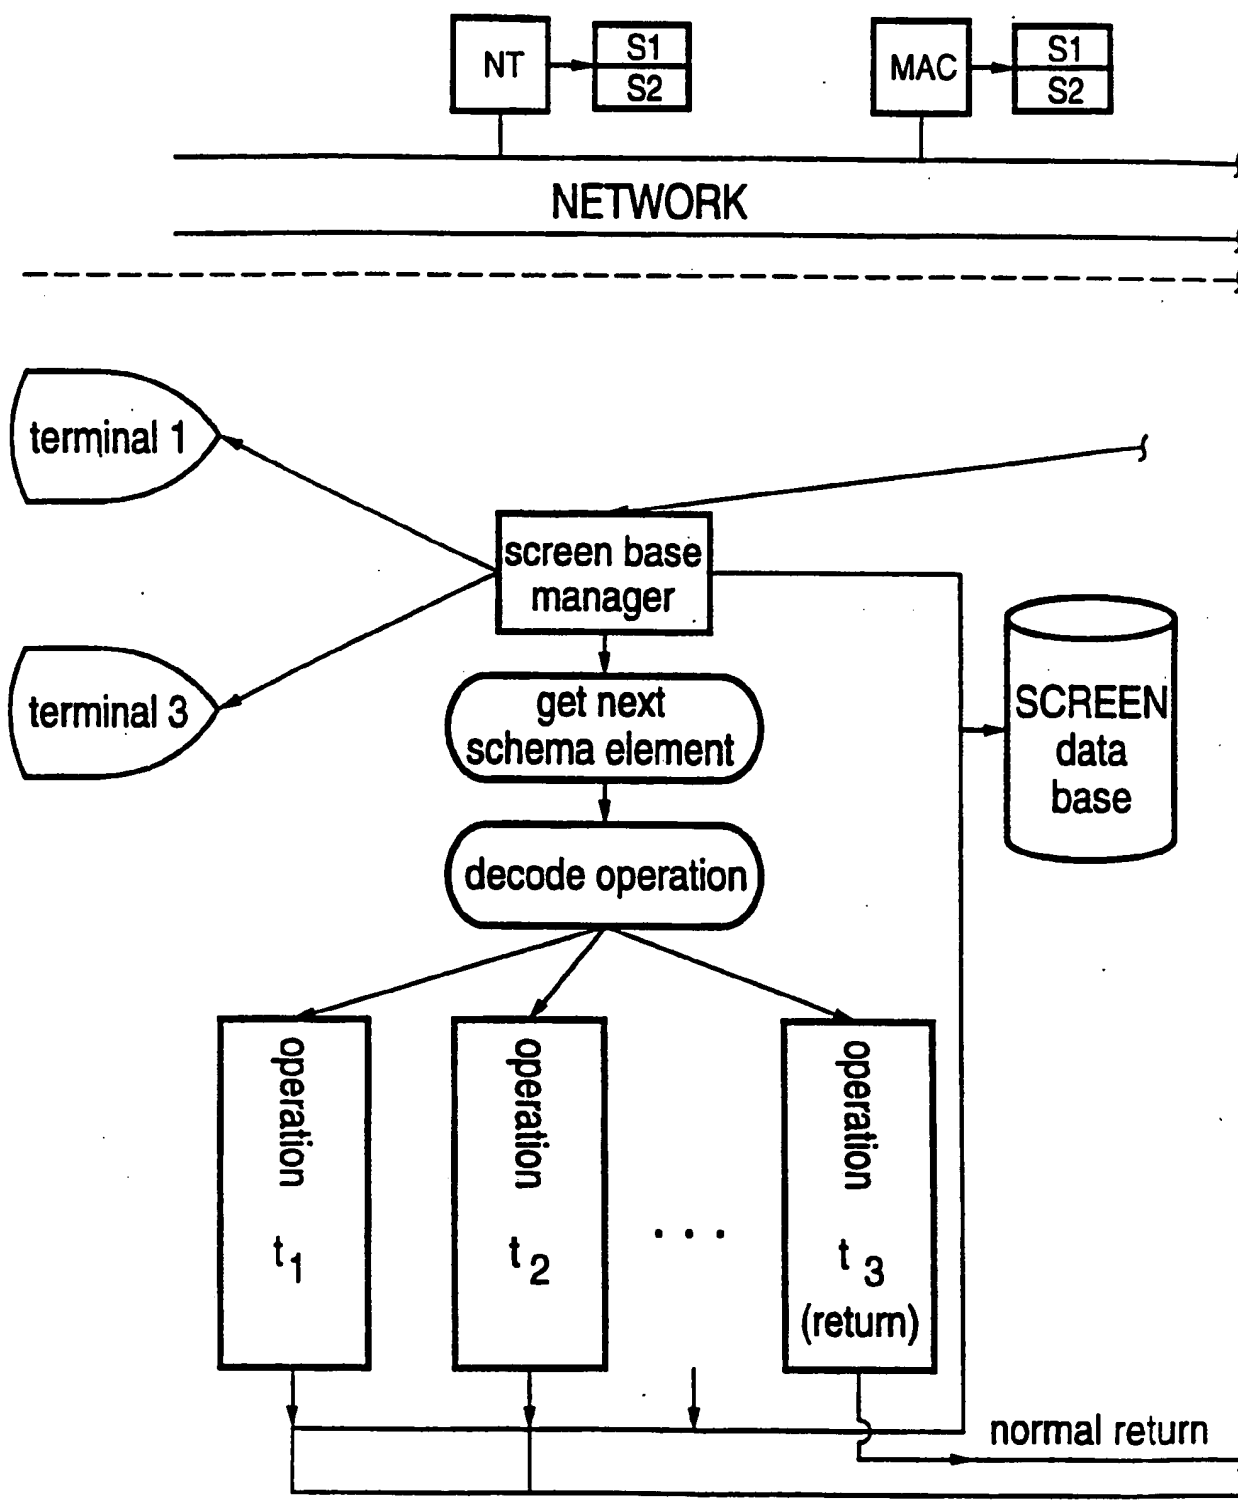 NT
S1
S2
MAC
S1
S2
NETWORK
terminal 1
screen base
manager
terminal 3
get next
schema element
SCREEN
data
base
decode operation
operation
t1
operation
t2
. . .
operation
t3
(return)
normal return